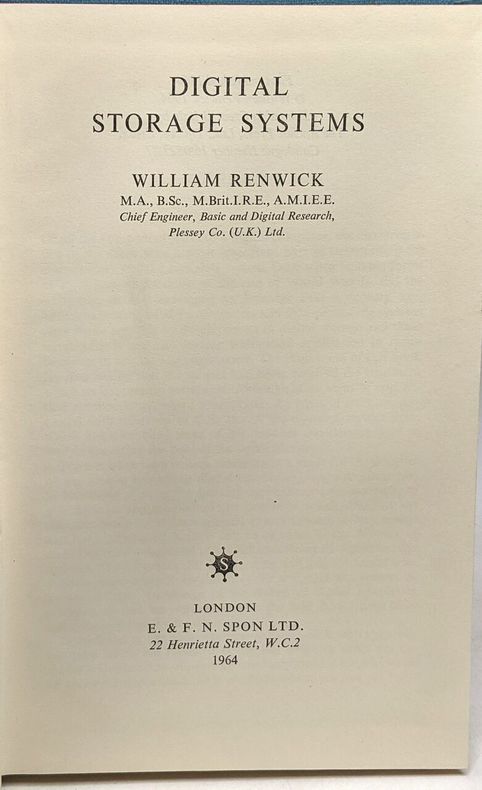 DIGITAL
STORAGE SYSTEMS
WILLIAM RENWICK
M.A., B.Sc., M.Brit.I.R.E., A.M.I.E.E.
Chief Engineer, Basic and Digital Research,
Plessey Co. (U.K.) Ltd.
S
LONDON
E. & F. N. SPON LTD.
22 Henrietta Street, W.C.2
1964